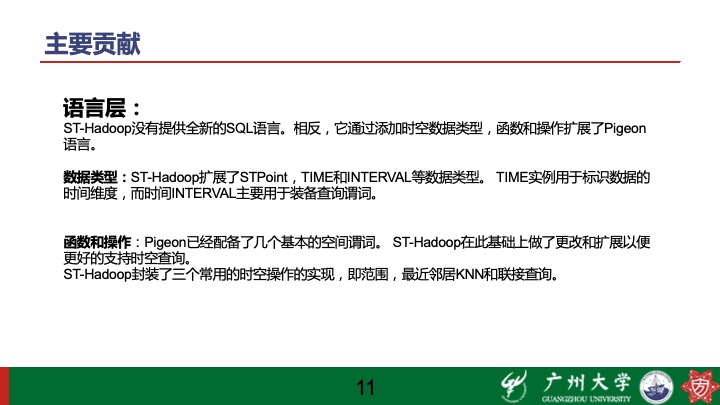 主要贡献
语言层：
ST-Hadoop没有提供全新的SQL语言。相反，它通过添加时空数据类型，函数和操作扩展了Pigeon
语言。
数据类型：ST-Hadoop扩展了STPoint，TIME和INTERVAL等数据类型。 TIME实例用于标识数据的
时间维度，而时间INTERVAL主要用于装备查询谓词。
函数和操作：Pigeon已经配备了几个基本的空间谓词。 ST-Hadoop在此基础上做了更改和扩展以便
更好的支持时空查询。
ST-Hadoop封装了三个常用的时空操作的实现，即范围，最近邻居KNN和联接查询。
11
广州大学
GUANGZHOU UNIVERSITY